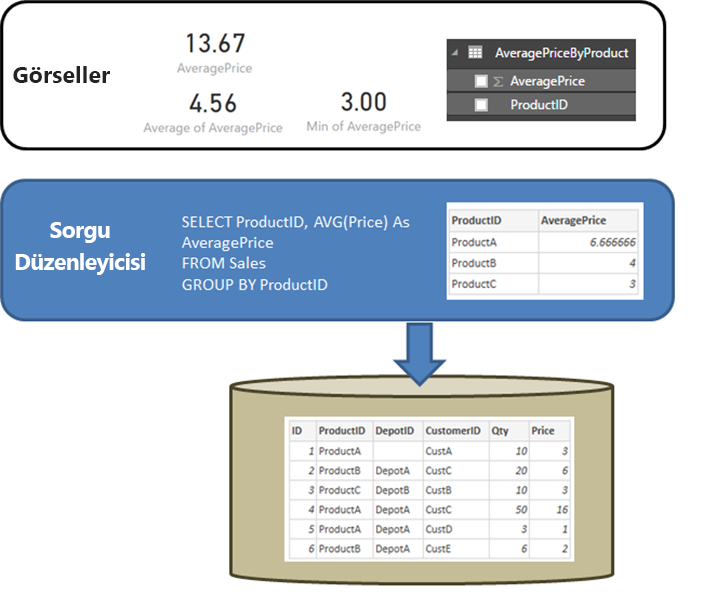 Görseller
13.67
AveragePrice
4.56
Average of AveragePrice
3.00
Min of AveragePrice
AveragePriceByProduct
Σ AveragePrice
ProductID
Sorgu
Düzenleyicisi
SELECT ProductID, AVG(Price) As
AveragePrice
FROM Sales
GROUP BY ProductID
ProductID AveragePrice
ProductA 6.666666
ProductB 4
ProductC 3
ID ProductID DepotID CustomerID Qty Price
1 ProductA CustA 10 3
2 ProductB DepotA CustC 20 6
3 ProductC DepotB CustB 10 3
4 ProductA DepotA CustC 50 16
5 ProductA DepotA CustD 3 1
6 ProductB DepotA CustE 6 2